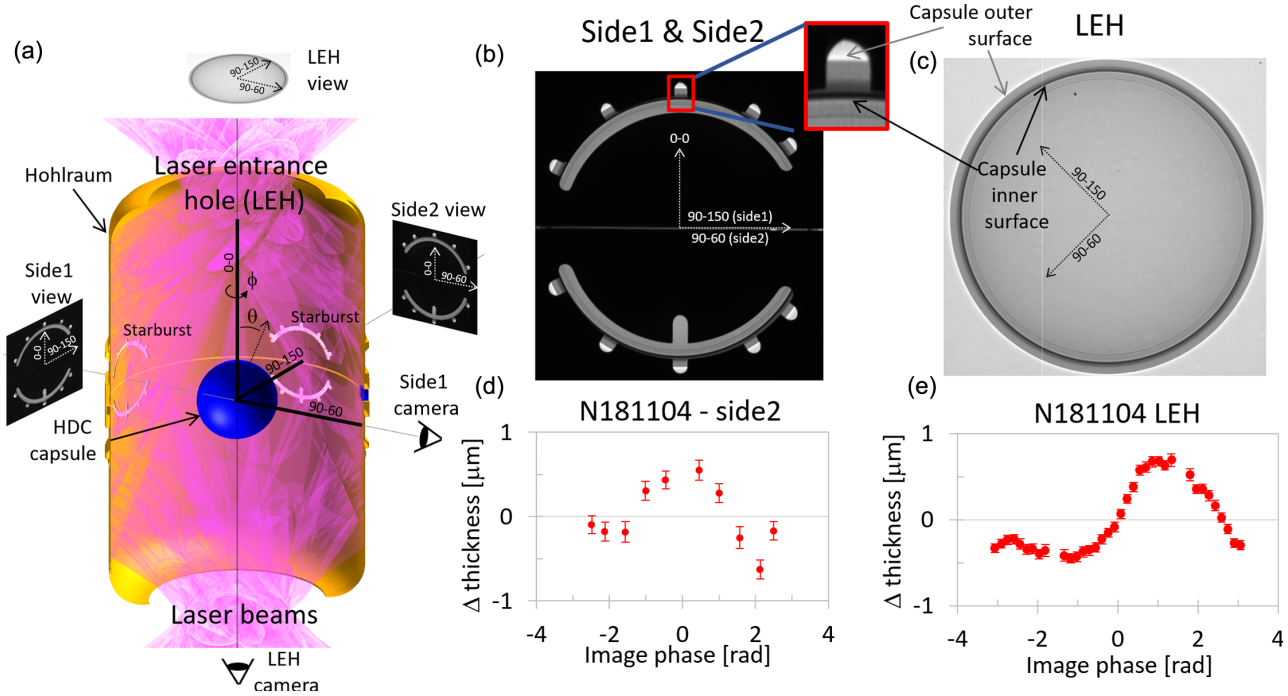 (a)
LEH
view
90-150
90-60
Laser entrance
hole (LEH)
Hohlraum
Side2 view
0-0
90-60
Side1
view
0-0
90-150
Starburst
Starburst
0-0
ϕ
θ
90-150
90-60
Side1
camera
HDC
capsule
Laser beams
LEH
camera
(b)
Side1 & Side2
0-0
90-150 (side1)
90-60 (side2)
Capsule outer
surface
Capsule
inner
surface
LEH
(c)
90-150
90-60
(d)
N181104 - side2
Δ thickness [μm]
1
0
-1
-4
-2
0
2
4
Image phase [rad]
(e)
N181104 LEH
Δ thickness [μm]
1
0
-1
-4
-2
0
2
4
Image phase [rad]